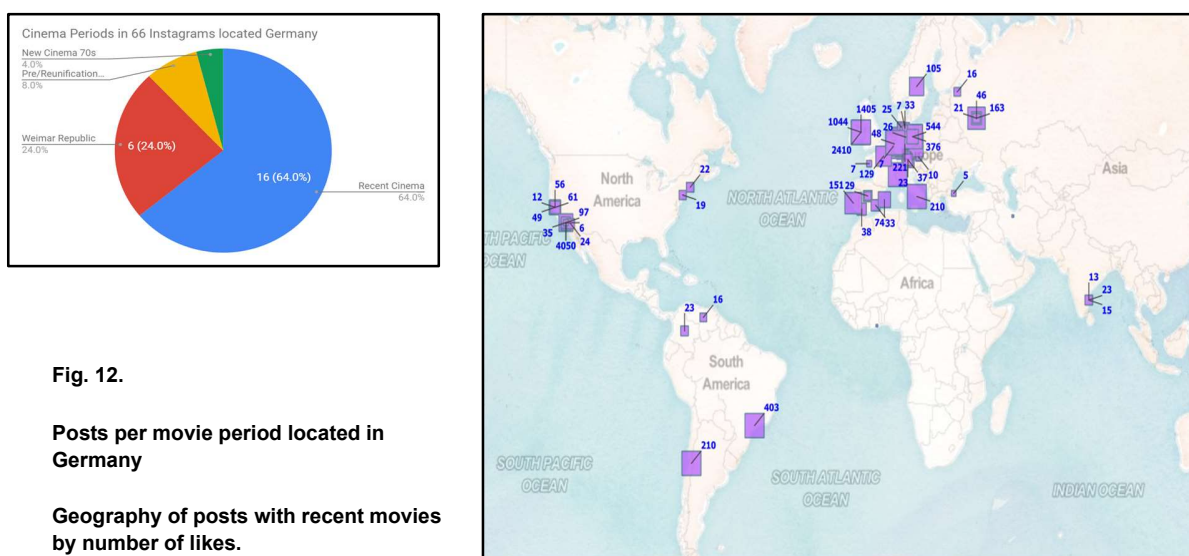 Cinema Periods in 66 Instagrams located Germany
New Cinema 70s
4.0%
Pre/Reunification...
8.0%
Weimar Republic
24.0%
6 (24.0%)
16 (64.0%)
Recent Cinema
64.0%
Fig. 12.
Posts per movie period located in
Germany
Geography of posts with recent movies
by number of likes.
105
16
46
21
163
1405
25
7
33
1044
26
544
48
2410
376
7
129
7
221
10
37
23
5
151
29
210
74
33
38
22
19
56
12
61
49
97
35
6
4050
24
North
America
NORTH ATLANTIC
OCEAN
Asia
PACIFIC
OCEAN
Africa
13
23
15
23
16
South
America
403
210
SOUTH PACIFIC
OCEAN
SOUTH ATLANTIC
OCEAN
INDIAN OCEAN